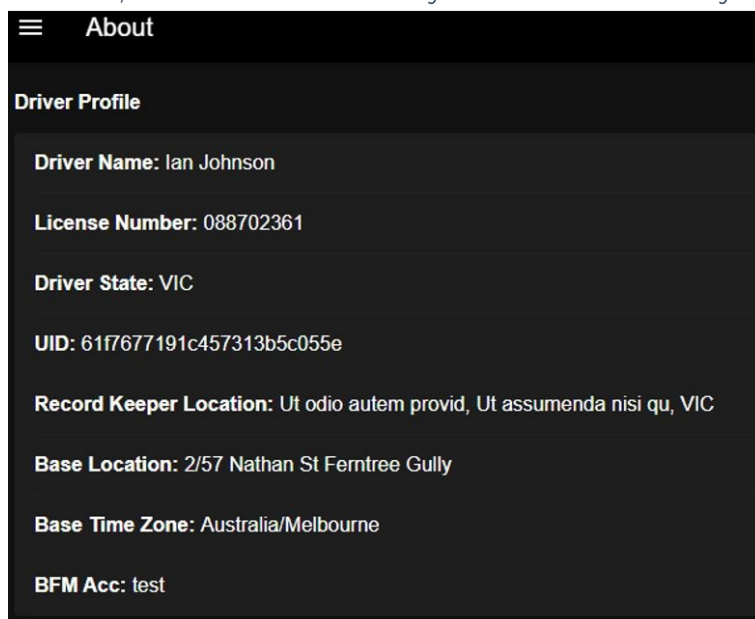 About
Driver Profile
Driver Name: Ian Johnson
License Number: 088702361
Driver State: VIC
UID: 61f7677191c457313b5c055e
Record Keeper Location: Ut odio autem provid, Ut assumenda nisi qu, VIC
Base Location: 2/57 Nathan St Ferntree Gully
Base Time Zone: Australia/Melbourne
BFM Acc: test